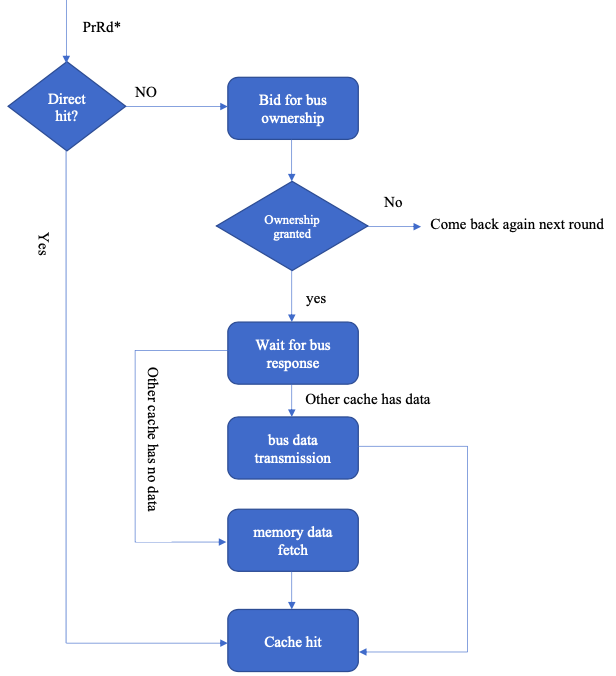 PrRd*
Direct
hit?
NO
Bid for bus
ownership
Ownership
granted
No
Come back again next round
Yes
yes
Wait for bus
response
Other cache has data
Other cache has no data
bus data
transmission
memory data
fetch
Cache hit